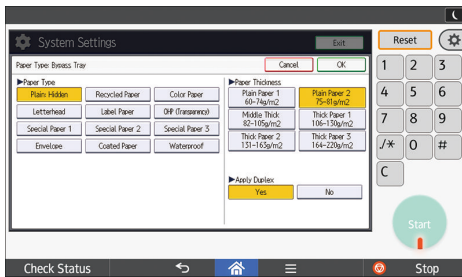 Reset
System Settings
Exit
Paper Type: Bypass Tray
Cancel
OK
►Paper Type
Plain: Hidden
Recycled Paper
Color Paper
Letterhead
Label Paper
OHP (Transparency)
Special Paper 1
Special Paper 2
Special Paper 3
Envelope
Coated Paper
Waterproof
►Paper Thickness
Plain Paper 1
60-74g/m2
Plain Paper 2
75-81g/m2
Middle Thick
82-105g/m2
Thick Paper 1
106-130g/m2
Thick Paper 2
131-163g/m2
Thick Paper 3
164-220g/m2
►Apply Duplex
Yes
No
1 2 3
4 5 6
7 8 9
./* 0 #
C
Start
Check Status
Stop